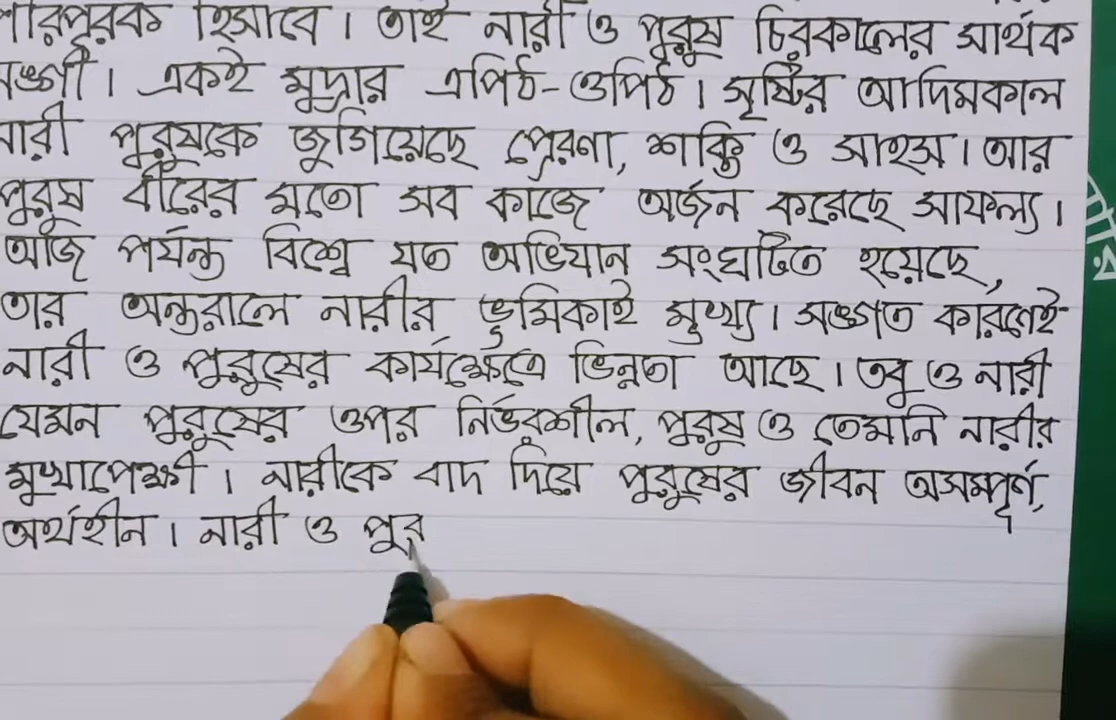 পরিপূরক হিসাবে। তাই নারী ও পুরুষ চিরকালের সার্থক
সঙ্গী। একই মুদ্রার এপিঠ-ওপিঠ। সৃষ্টির আদিমকাল
নারী পুরুষকে জুগিয়েছে প্রেরণা, শক্তি ও সাহস। আর
পুরুষ বীরের মতো সব কাজে অর্জন করেছে সাফল্য।
আজ পর্যন্ত বিশ্বে যত অভিযান সংঘটিত হয়েছে,
তার অন্তরালে নারীর ভূমিকাই মুখ্য। সঙ্গত কারণেই
নারী ও পুরুষের কার্যক্ষেত্রে ভিন্নতা আছে। তবু ও নারী
যেমন পুরুষের ওপর নির্ভরশীল, পুরুষ ও তেমনি নারীর
মুখাপেক্ষী। নারীকে বাদ দিয়ে পুরুষের জীবন অসম্পূর্ণ,
অর্থহীন। নারী ও পুর